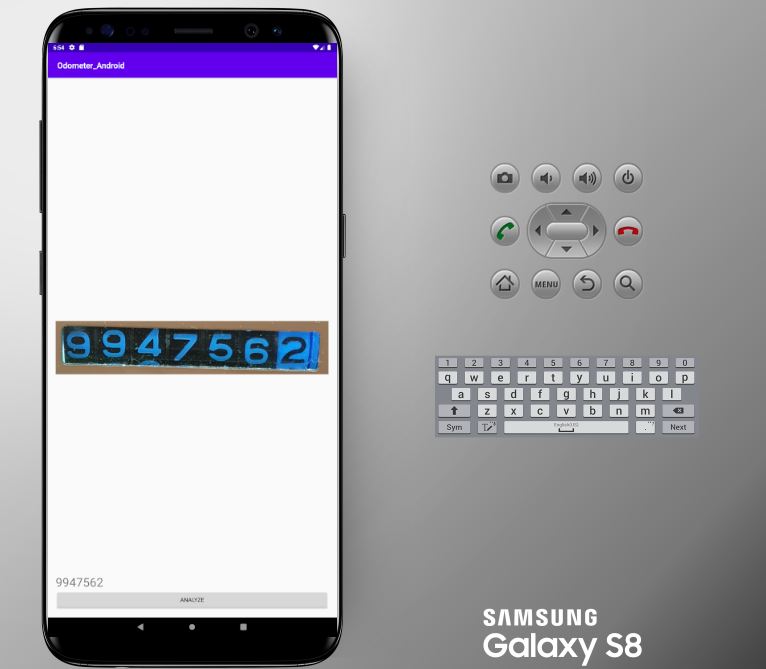 5:54
Odometer_Android
9947562
9947562
ANALYZE
MENU
1 2 3 4 5 6 7 8 9 0
q w e r t y u i o p
a s d f g h j k l
z x c v b n m
Sym
English(US)
. Next
SAMSUNG
Galaxy S8